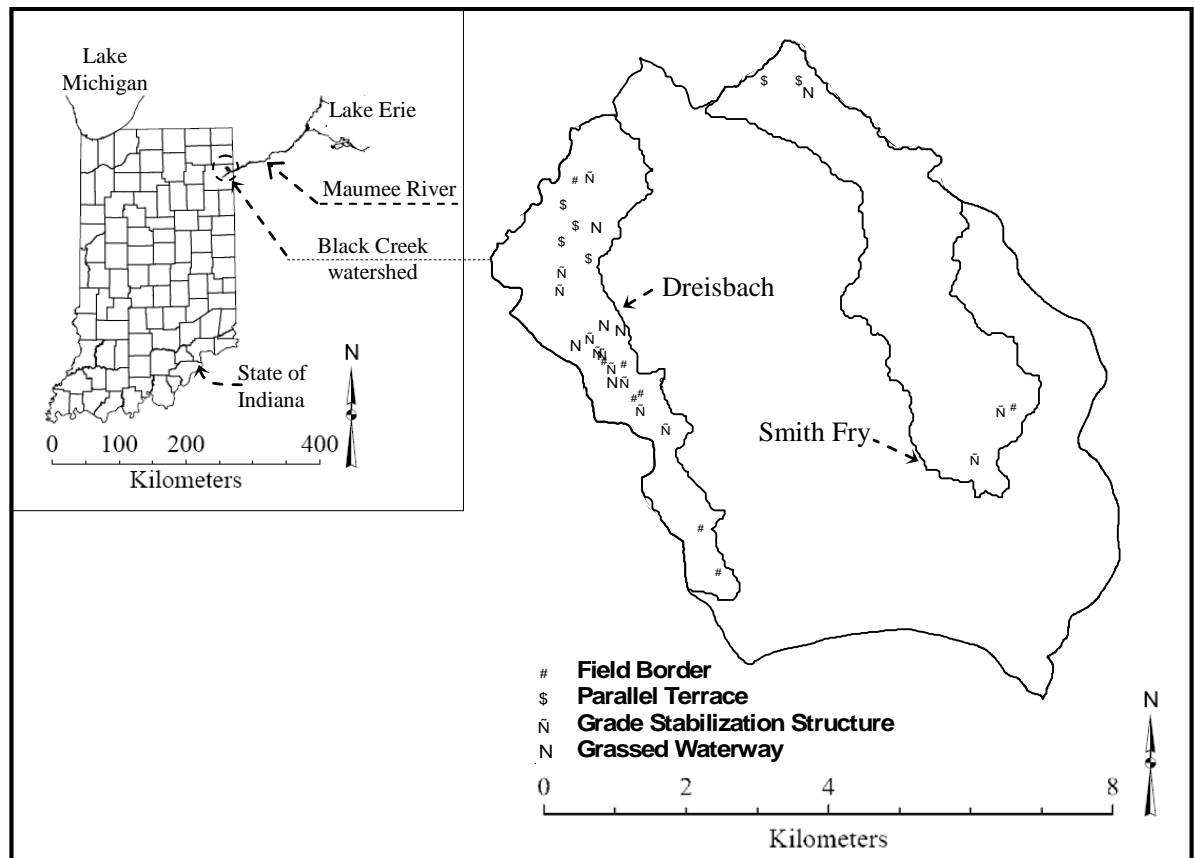 Lake
Michigan
Lake Erie
Maumee River
Black Creek
watershed
State of
Indiana
N
0 100 200 400
Kilometers
$ $
N
# Ñ
$
$ N
$
$
Ñ
Ñ
Dreisbach
N N
Ñ
N
Ñ Ñ
# #
Ñ
N Ñ
# #
Ñ
Ñ
Ñ #
Smith Fry
Ñ
#
#
# Field Border
$ Parallel Terrace
Ñ Grade Stabilization Structure
N Grassed Waterway
N
0 2 4 8
Kilometers